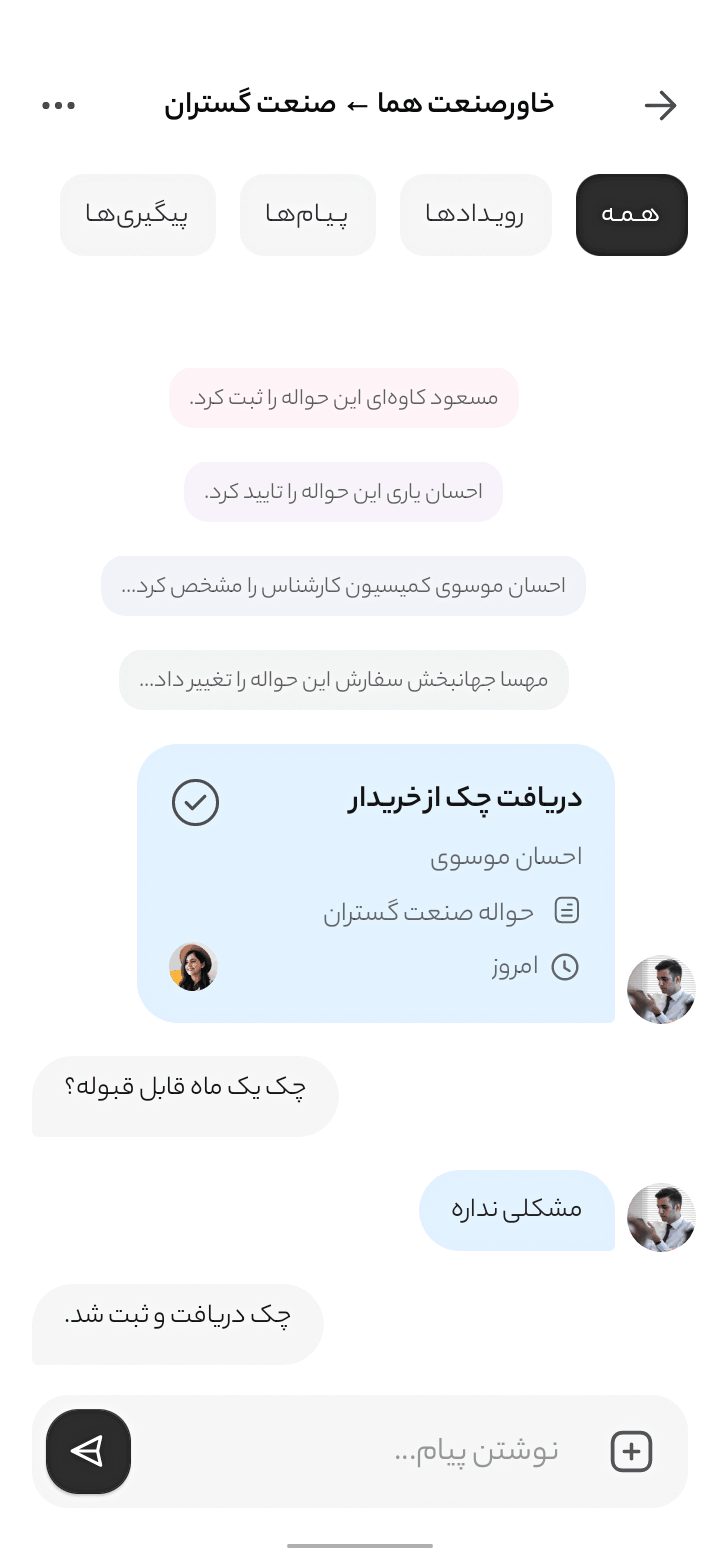 خاورصنعت هما ← صنعت گستران
همه
رویدادها
پیام‌ها
پیگیری‌ها
مسعود کاوه‌ای این حواله را ثبت کرد.
احسان یاری این حواله را تایید کرد.
احسان موسوی کمیسیون کارشناس را مشخص کرد...
مهسا جهانبخش سفارش این حواله را تغییر داد...
دریافت چک از خریدار
احسان موسوی
حواله صنعت گستران
امروز
چک یک ماه قابل قبوله؟
مشکلی نداره
چک دریافت و ثبت شد.
نوشتن پیام...